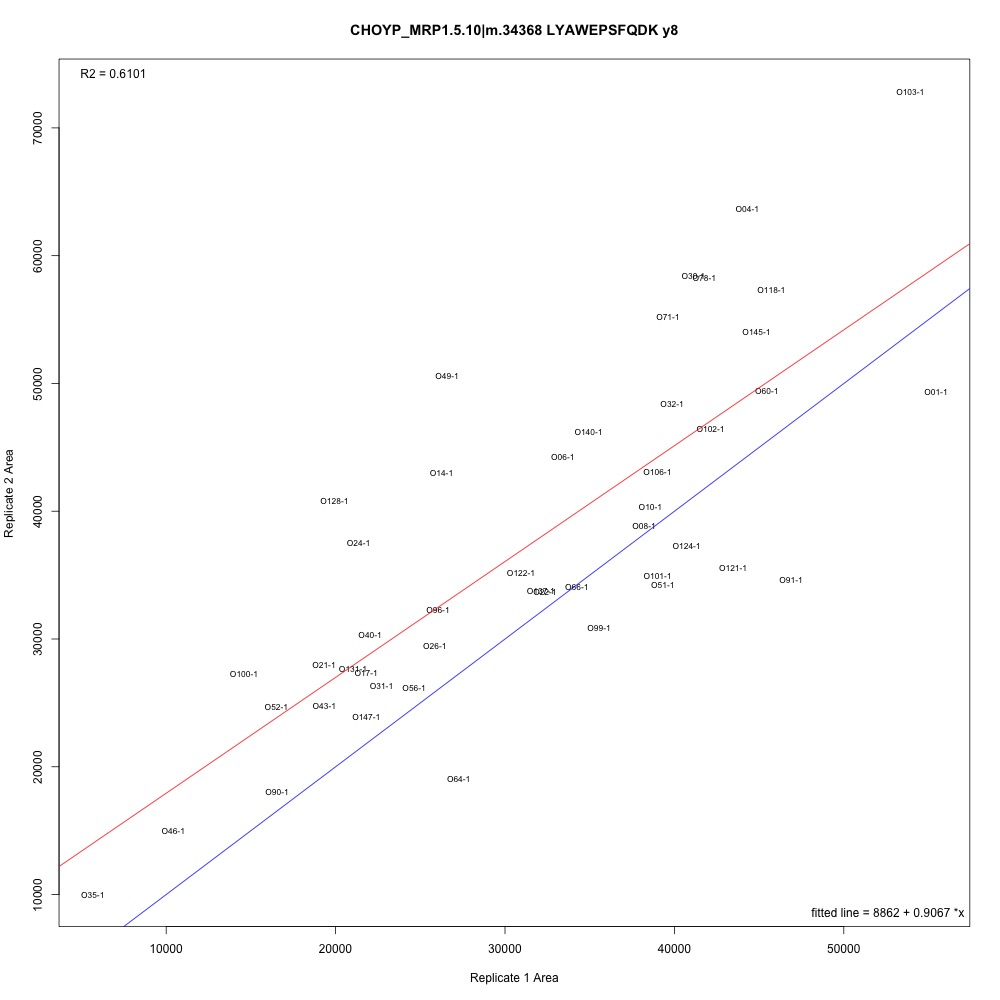 CHOYP_MRP1.5.10|m.34368 LYAWEPSFQDK y8
R2 = 0.6101
O103-1
O04-1
O78-1
O118-1
O71-1
O145-1
O49-1
O60-1
O01-1
O32-1
O102-1
O140-1
O06-1
O106-1
O14-1
O128-1
O10-1
O08-1
O24-1
O124-1
O121-1
O122-1
O101-1
O91-1
O51-1
O66-1
O22-1
O99-1
O96-1
O40-1
O26-1
O21-1
O131-1
O17-1
O100-1
O31-1
O56-1
O52-1
O43-1
O147-1
O64-1
O90-1
O46-1
O35-1
fitted line = 8862 + 0.9067 *x
Replicate 2 Area
70000
60000
50000
40000
30000
20000
10000
10000
20000
30000
40000
50000
Replicate 1 Area